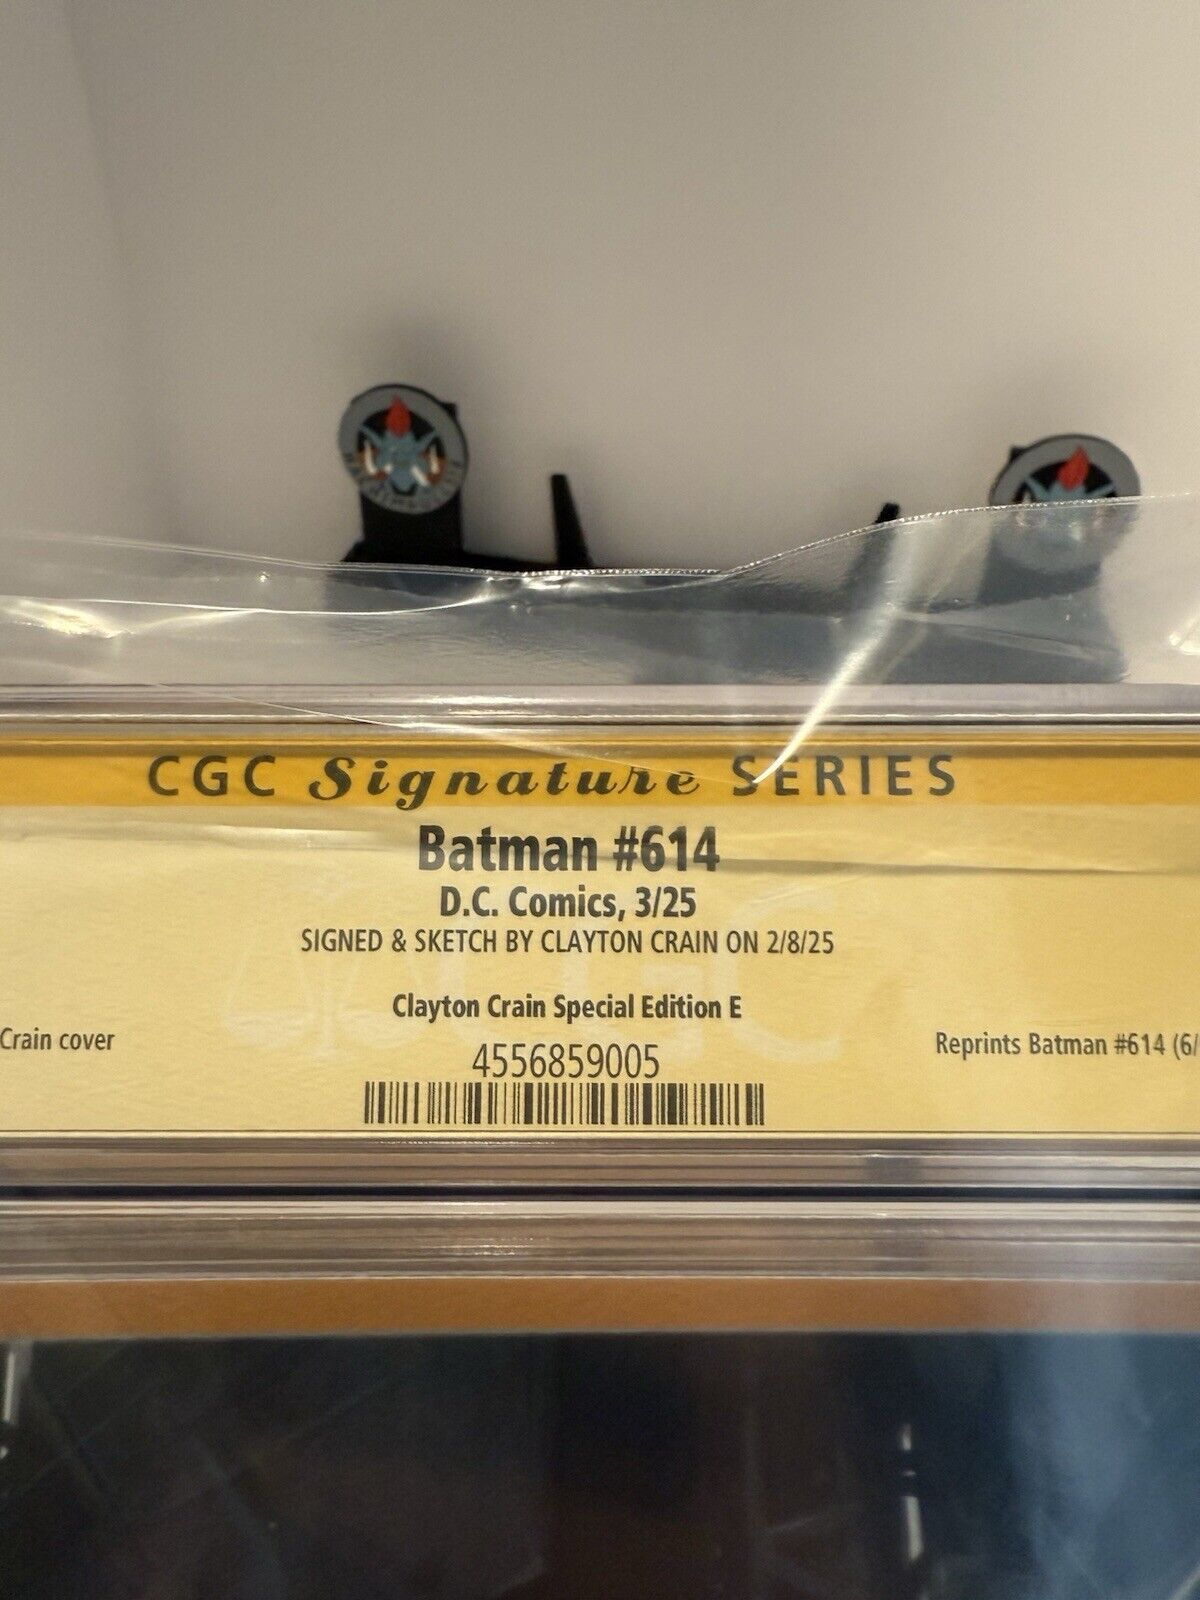 CGC Signature SERIES
Batman #614
D.C. Comics, 3/25
SIGNED & SKETCH BY CLAYTON CRAIN ON 2/8/25
Clayton Crain Special Edition E
Crain cover
Reprints Batman #614 (6/
4556859005